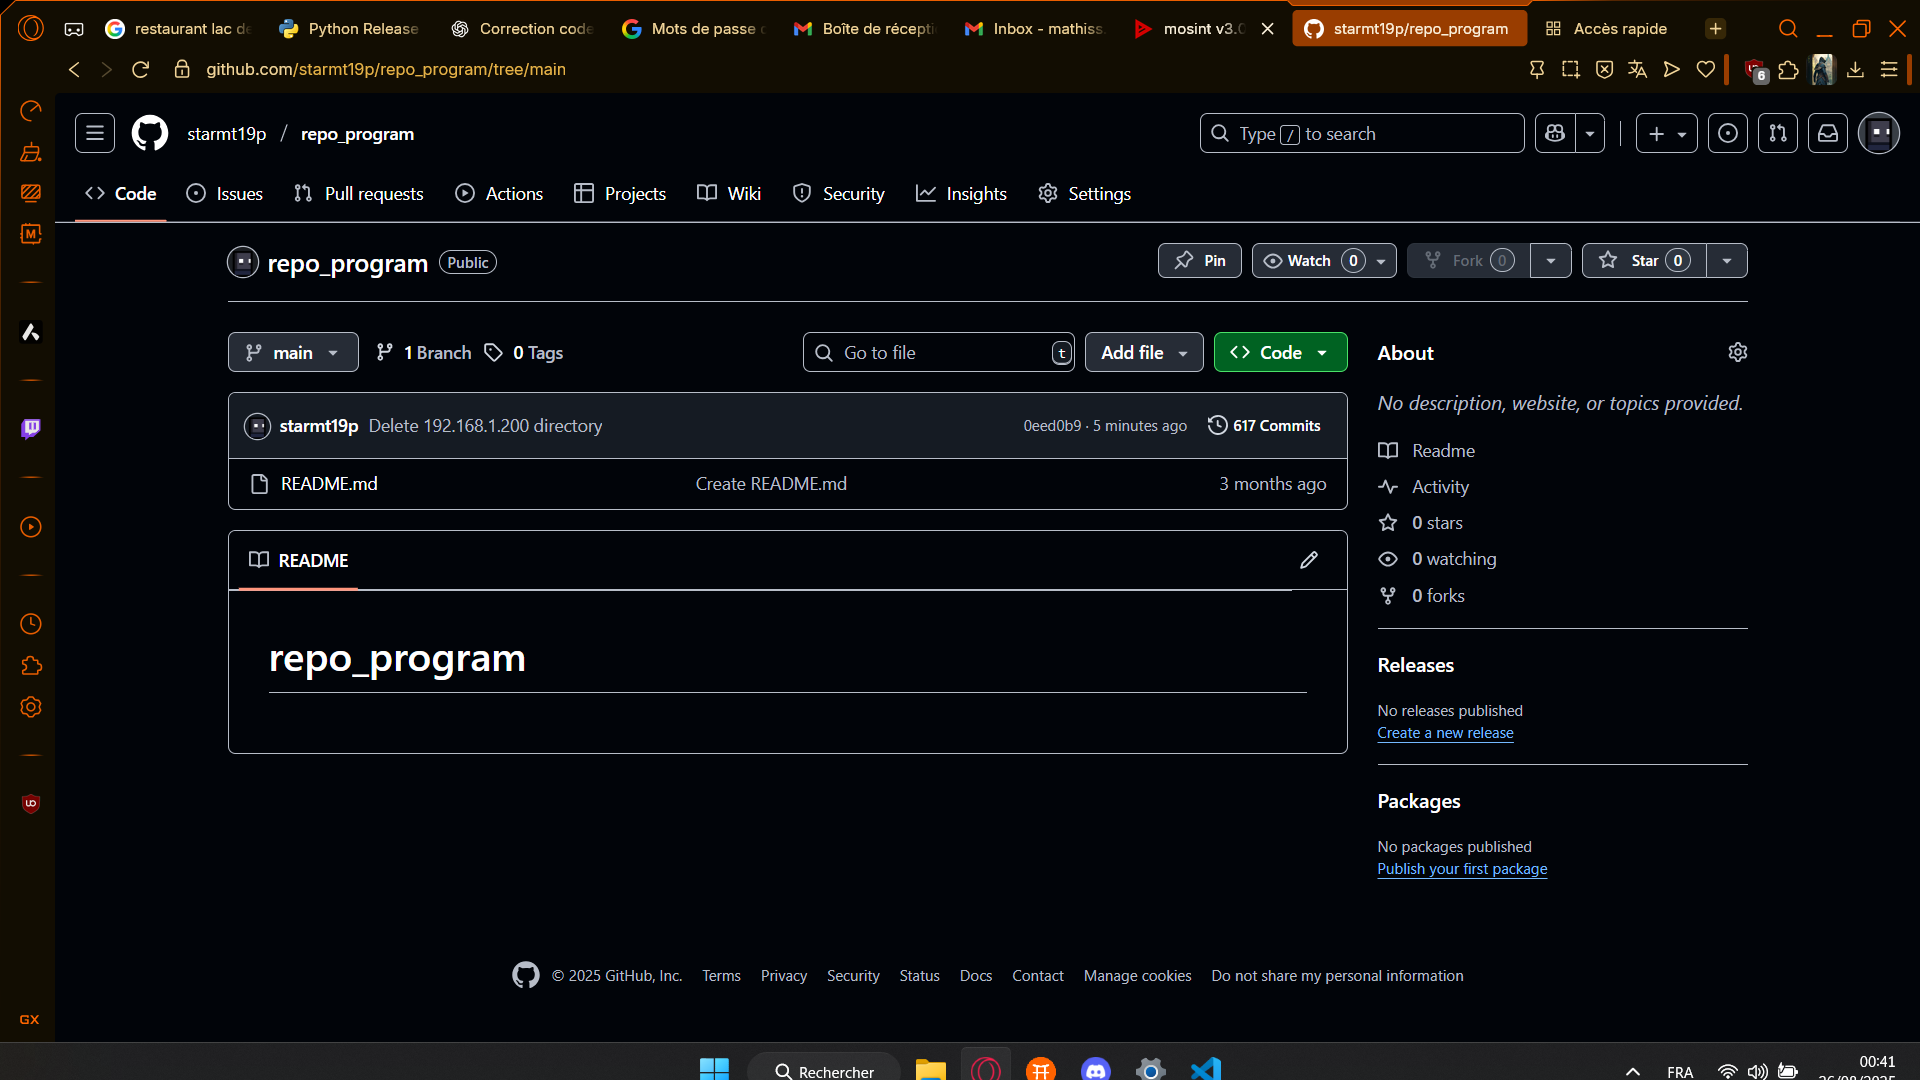 restaurant lac de
Python Release
Correction code
Mots de passe
Boîte de réceptic
Inbox - mathiss.
mosint v3.0
starmt19p/repo_program
Accès rapide
github.com/starmt19p/repo_program/tree/main
6
starmt19p / repo_program
Type / to search
Code
Issues
Pull requests
Actions
Projects
Wiki
Security
Insights
Settings
repo_program Public
Pin
Watch 0
Fork 0
Star 0
main
1 Branch
0 Tags
Go to file t
Add file
Code
About
No description, website, or topics provided.
starmt19p Delete 192.168.1.200 directory
0eed0b9 · 5 minutes ago
617 Commits
README.md
Create README.md
3 months ago
Readme
Activity
0 stars
0 watching
0 forks
README
repo_program
Releases
No releases published
Create a new release
Packages
No packages published
Publish your first package
© 2025 GitHub, Inc.
Terms
Privacy
Security
Status
Docs
Contact
Manage cookies
Do not share my personal information
GX
Rechercher
FRA
00:41
26/08/2025